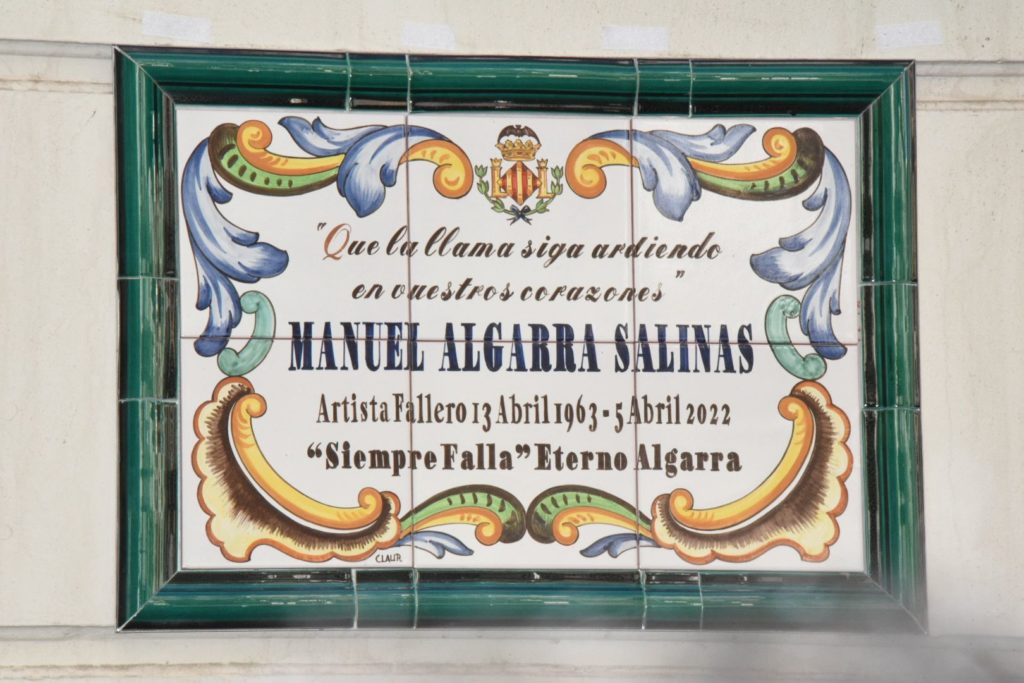 "Que la llama siga ardiendo
en vuestros corazones"
MANUEL ALGARRA SALINAS
Artista Fallero 13 Abril 1963 - 5 Abril 2022
“Siempre Falla” Eterno Algarra
CLAUR
L L